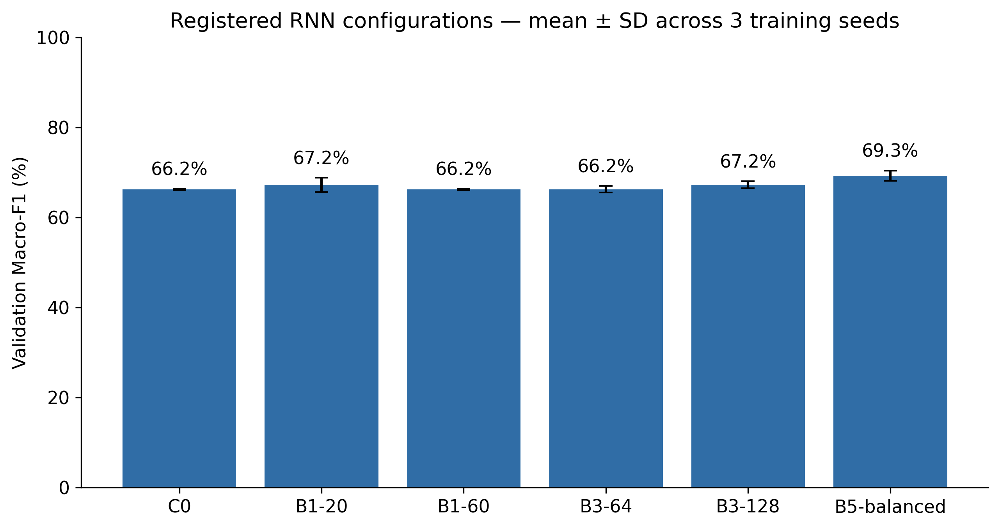 Registered RNN configurations — mean ± SD across 3 training seeds
Validation Macro-F1 (%)
100
80
60
40
20
0
66.2%
67.2%
66.2%
66.2%
67.2%
69.3%
C0
B1-20
B1-60
B3-64
B3-128
B5-balanced